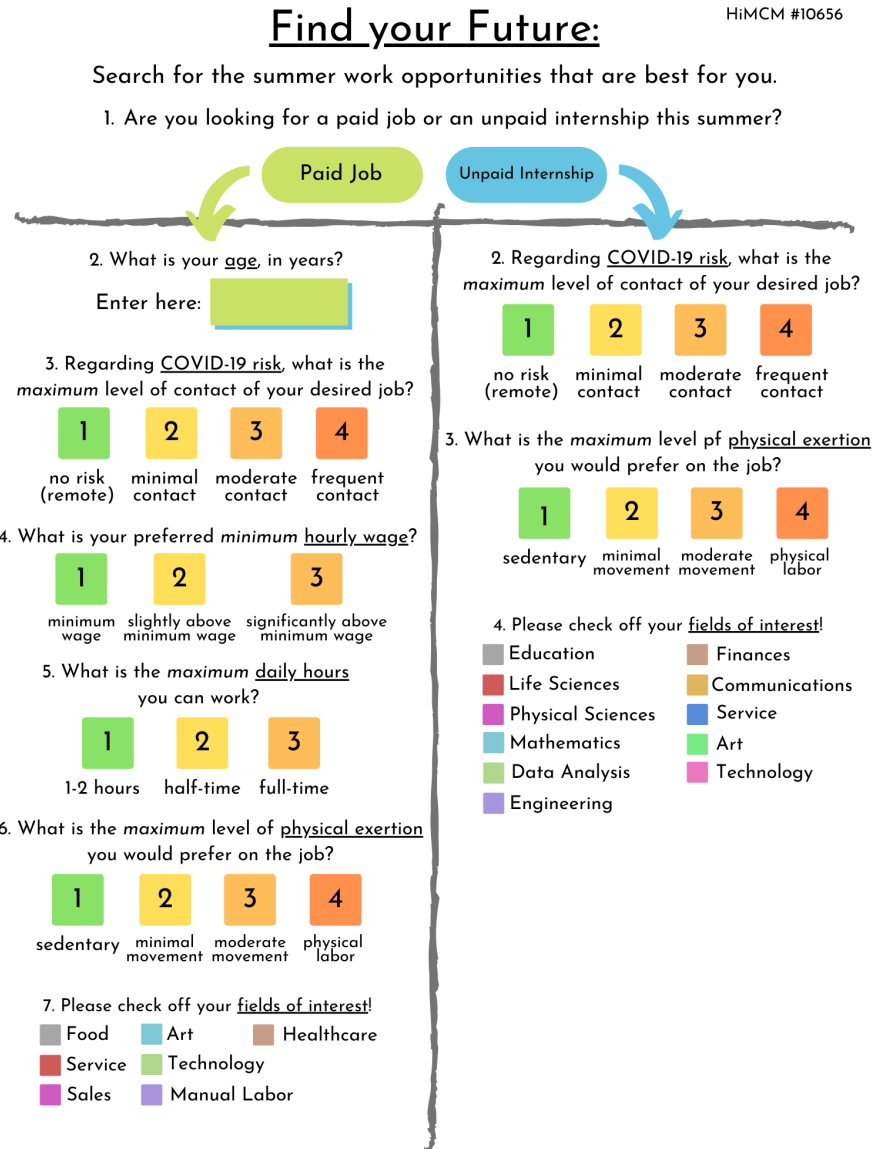 HiMCM #10656
Find your Future:
Search for the summer work opportunities that are best for you.
1. Are you looking for a paid job or an unpaid internship this summer?
Paid Job
Unpaid Internship
2. What is your age, in years?
Enter here:
3. Regarding COVID-19 risk, what is the
maximum level of contact of your desired job?
1 2 3 4
no risk minimal moderate frequent
(remote) contact contact contact
4. What is your preferred minimum hourly wage?
1 2 3
minimum slightly above significantly above
wage minimum wage minimum wage
5. What is the maximum daily hours
you can work?
1 2 3
1-2 hours half-time full-time
6. What is the maximum level of physical exertion
you would prefer on the job?
1 2 3 4
sedentary minimal moderate physical
movement movement labor
7. Please check off your fields of interest!
Food Art Healthcare
Service Technology
Sales Manual Labor
2. Regarding COVID-19 risk, what is the
maximum level of contact of your desired job?
1 2 3 4
no risk minimal moderate frequent
(remote) contact contact contact
3. What is the maximum level pf physical exertion
you would prefer on the job?
1 2 3 4
sedentary minimal moderate physical
movement movement labor
4. Please check off your fields of interest!
Education Finances
Life Sciences Communications
Physical Sciences Service
Mathematics Art
Data Analysis Technology
Engineering